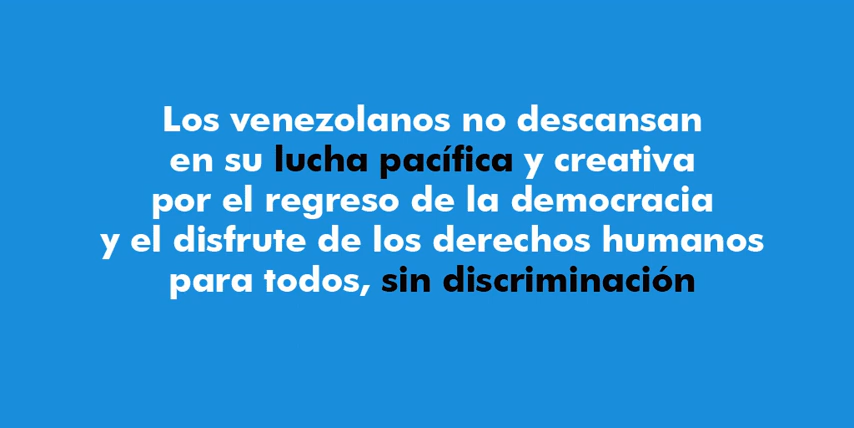 Los venezolanos no descansan
en su lucha pacífica y creativa
por el regreso de la democracia
y el disfrute de los derechos humanos
para todos, sin discriminación